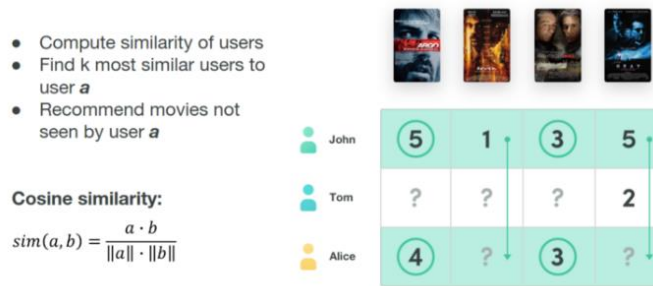 ● Compute similarity of users
● Find k most similar users to
user a
● Recommend movies not
seen by user a
Cosine similarity:
sim(a, b) = a · b / ‖a‖ · ‖b‖
ARGO
John 5 1 3 5
Tom ? ? ? 2
Alice 4 ? 3 ?